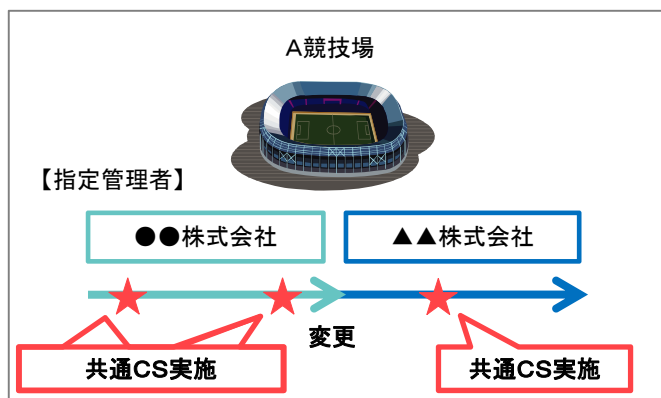 A競技場
【指定管理者】
●●株式会社
▲▲株式会社
変更
共通CS実施
共通CS実施